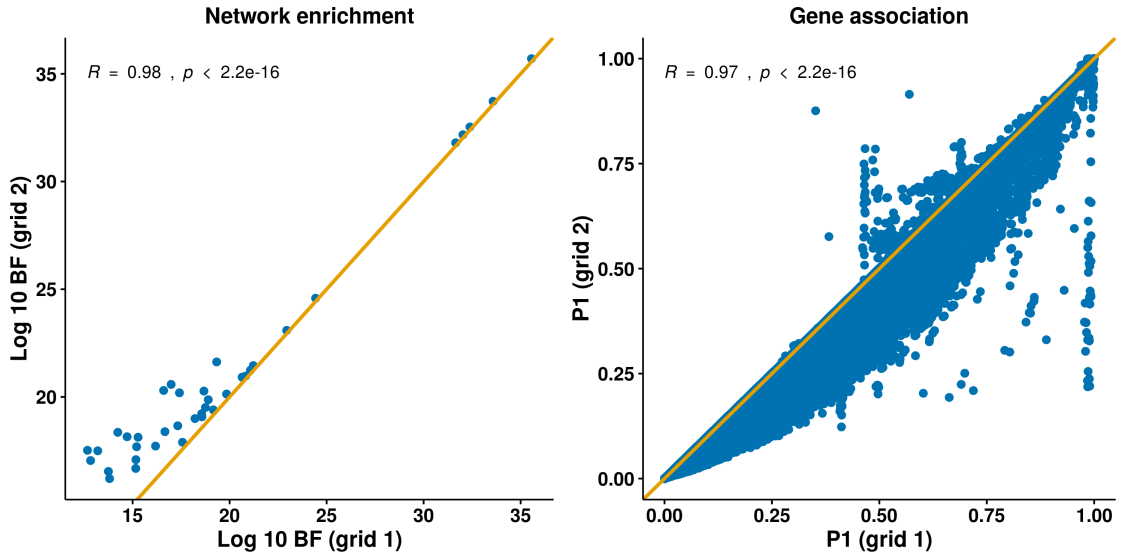 Network enrichment
R = 0.98 , p < 2.2e-16
35
30
25
20
15 20 25 30 35
Log 10 BF (grid 1)
Log 10 BF (grid 2)
Gene association
R = 0.97 , p < 2.2e-16
1.00
0.75
0.50
0.25
0.00
0.00 0.25 0.50 0.75 1.00
P1 (grid 1)
P1 (grid 2)